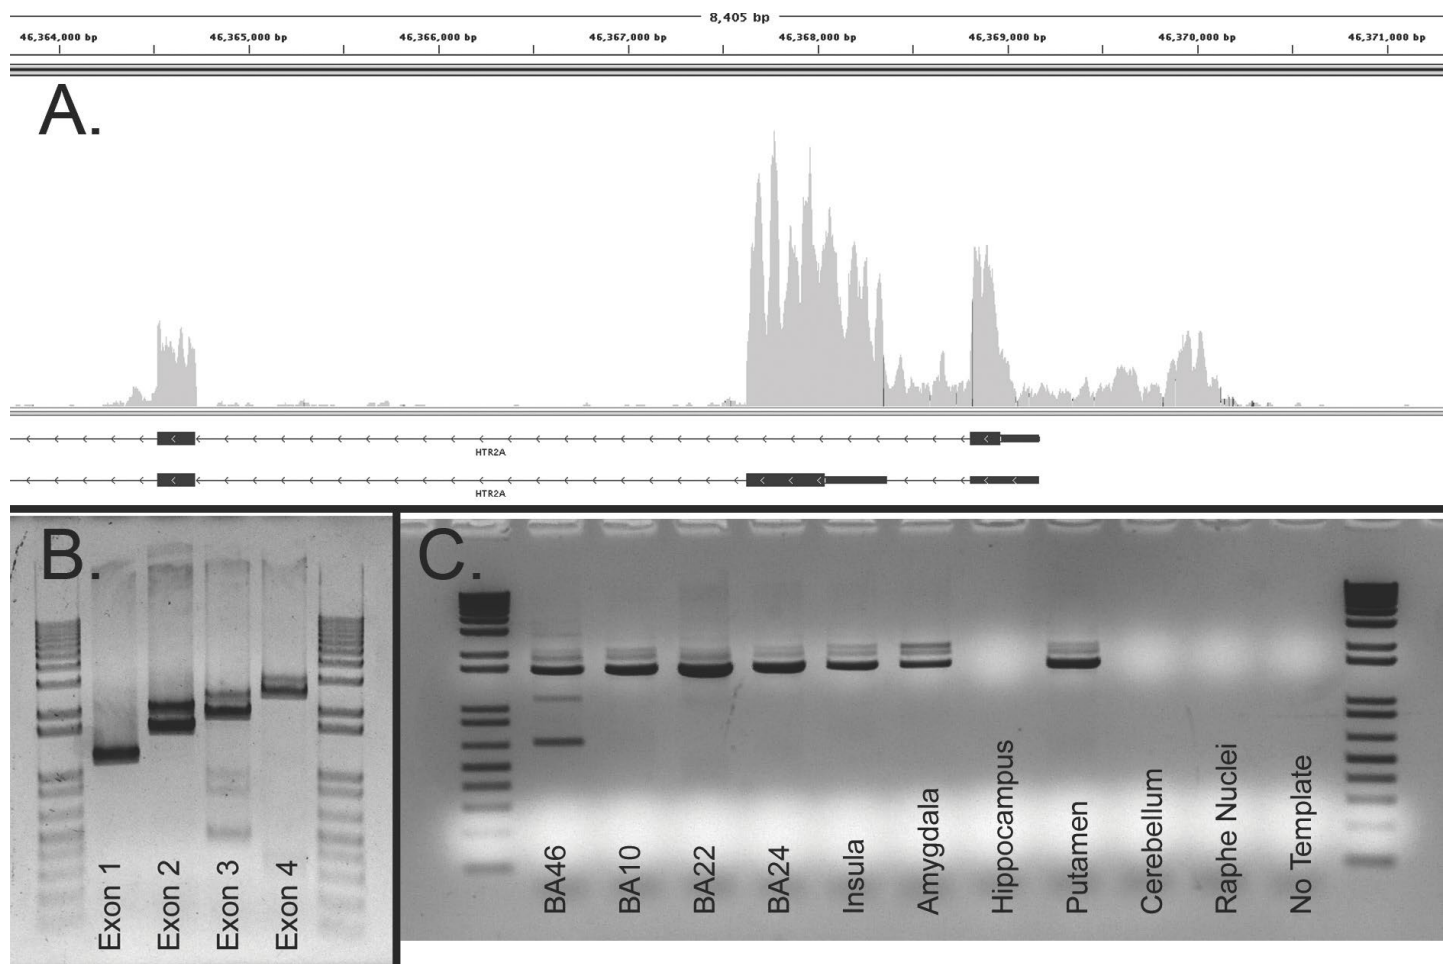 8,405 bp
46,364,000 bp 46,365,000 bp 46,366,000 bp 46,367,000 bp 46,368,000 bp 46,369,000 bp 46,370,000 bp 46,371,000 bp
A.
HTR2A
HTR2A
B.
C.
Exon 1
Exon 2
Exon 3
Exon 4
BA46
BA10
BA22
BA24
Insula
Amygdala
Hippocampus
Putamen
Cerebellum
Raphe Nuclei
No Template